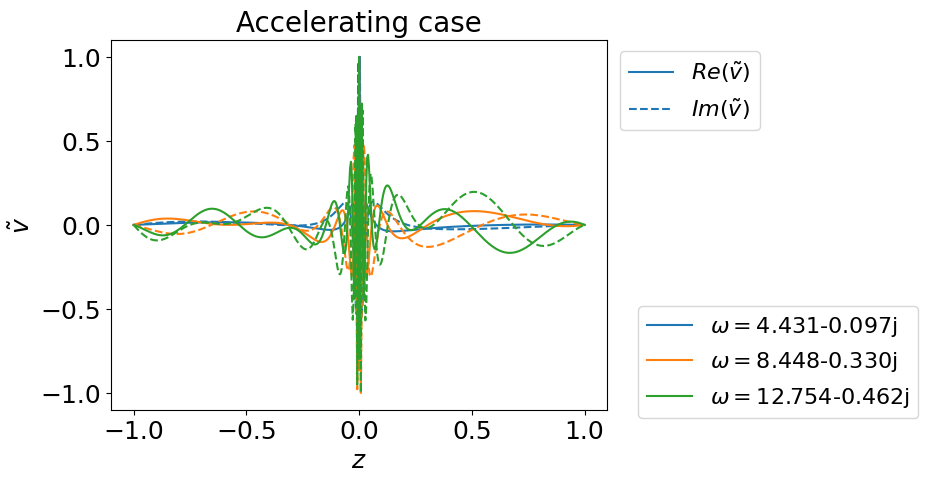 Accelerating case
1.0
0.5
0.0
−0.5
−1.0
ṽ
−1.0 −0.5 0.0 0.5 1.0
z
Re(ṽ)
Im(ṽ)
ω = 4.431-0.097j
ω = 8.448-0.330j
ω = 12.754-0.462j